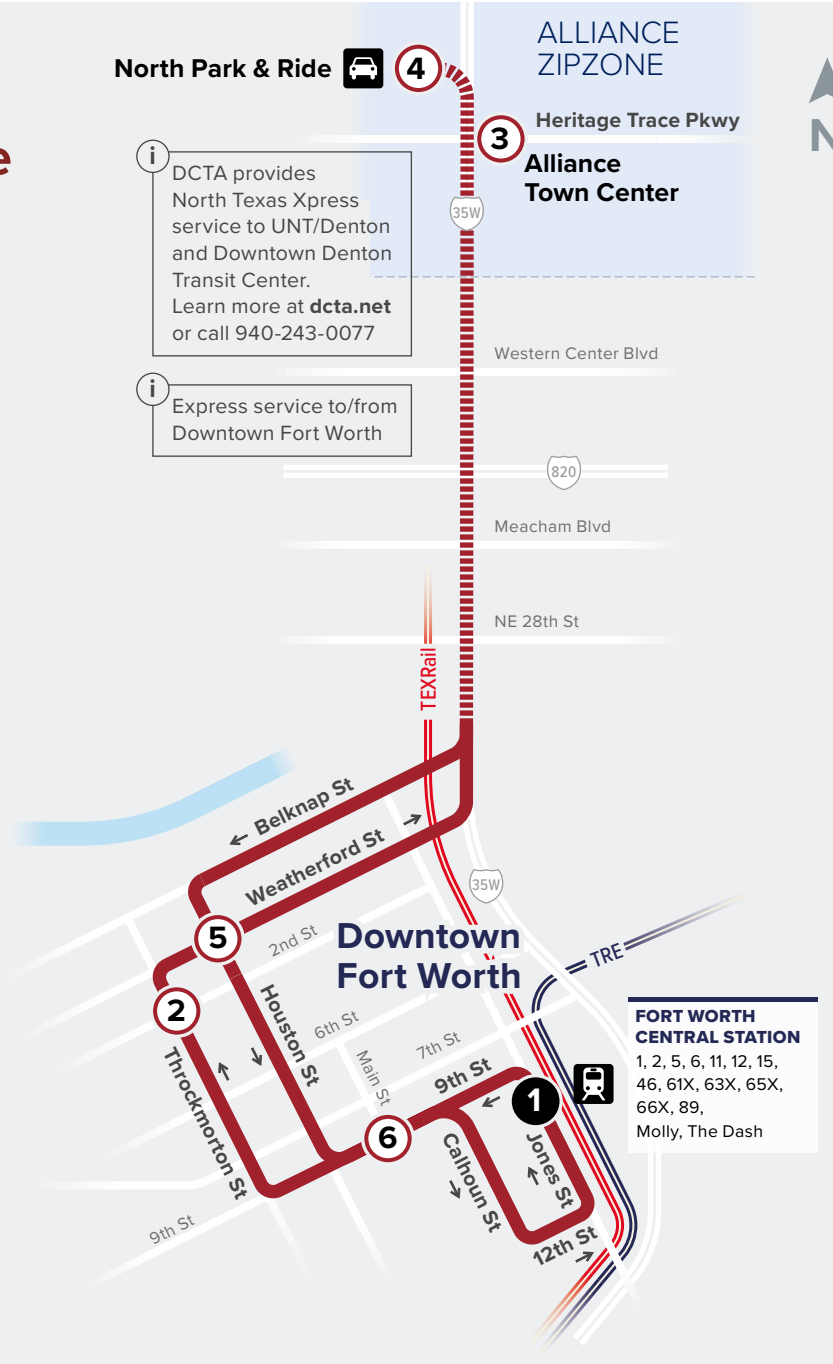 ALLIANCE
ZIPZONE
North Park & Ride
4
N
e
Heritage Trace Pkwy
3
Alliance
Town Center
i
DCTA provides
North Texas Xpress
service to UNT/Denton
and Downtown Denton
Transit Center.
Learn more at dcta.net
or call 940-243-0077
35W
Western Center Blvd
i
Express service to/from
Downtown Fort Worth
820
Meacham Blvd
NE 28th St
TEXRail
← Belknap St
Weatherford St →
35W
5
2nd St
Downtown
Fort Worth
TRE
2
Houston St
6th St
7th St
Main St
Throckmorton St
9th St
1
FORT WORTH
CENTRAL STATION
1, 2, 5, 6, 11, 12, 15,
46, 61X, 63X, 65X,
66X, 89,
Molly, The Dash
6
Calhoun St
Jones St
9th St
12th St